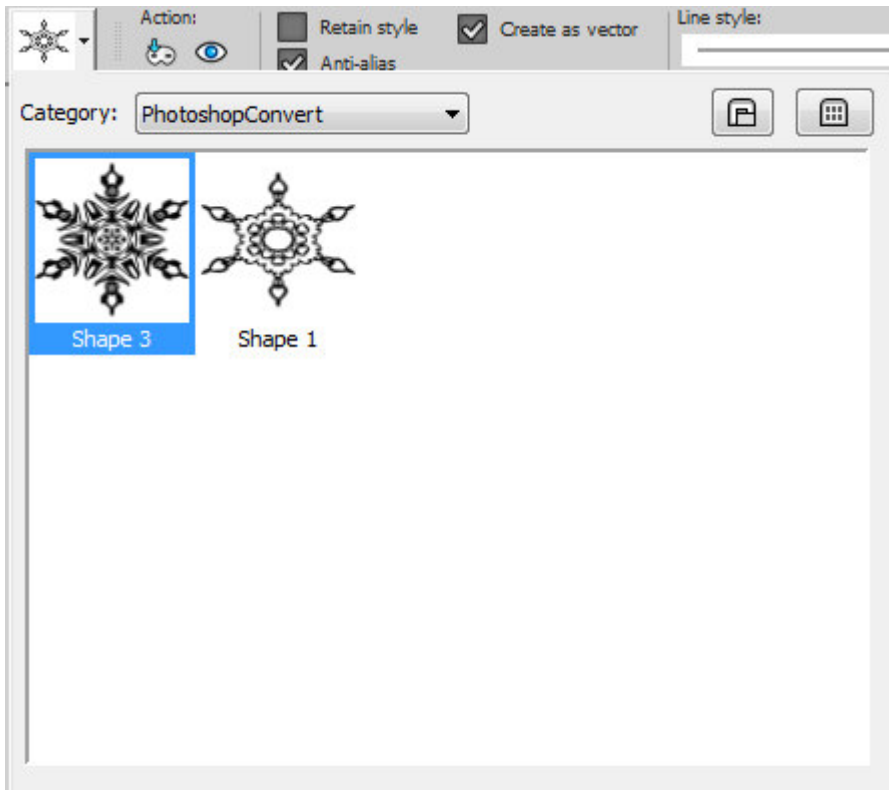 Action:
Retain style
Create as vector
Line style:
Anti-alias
Category:
PhotoshopConvert
Shape 3
Shape 1